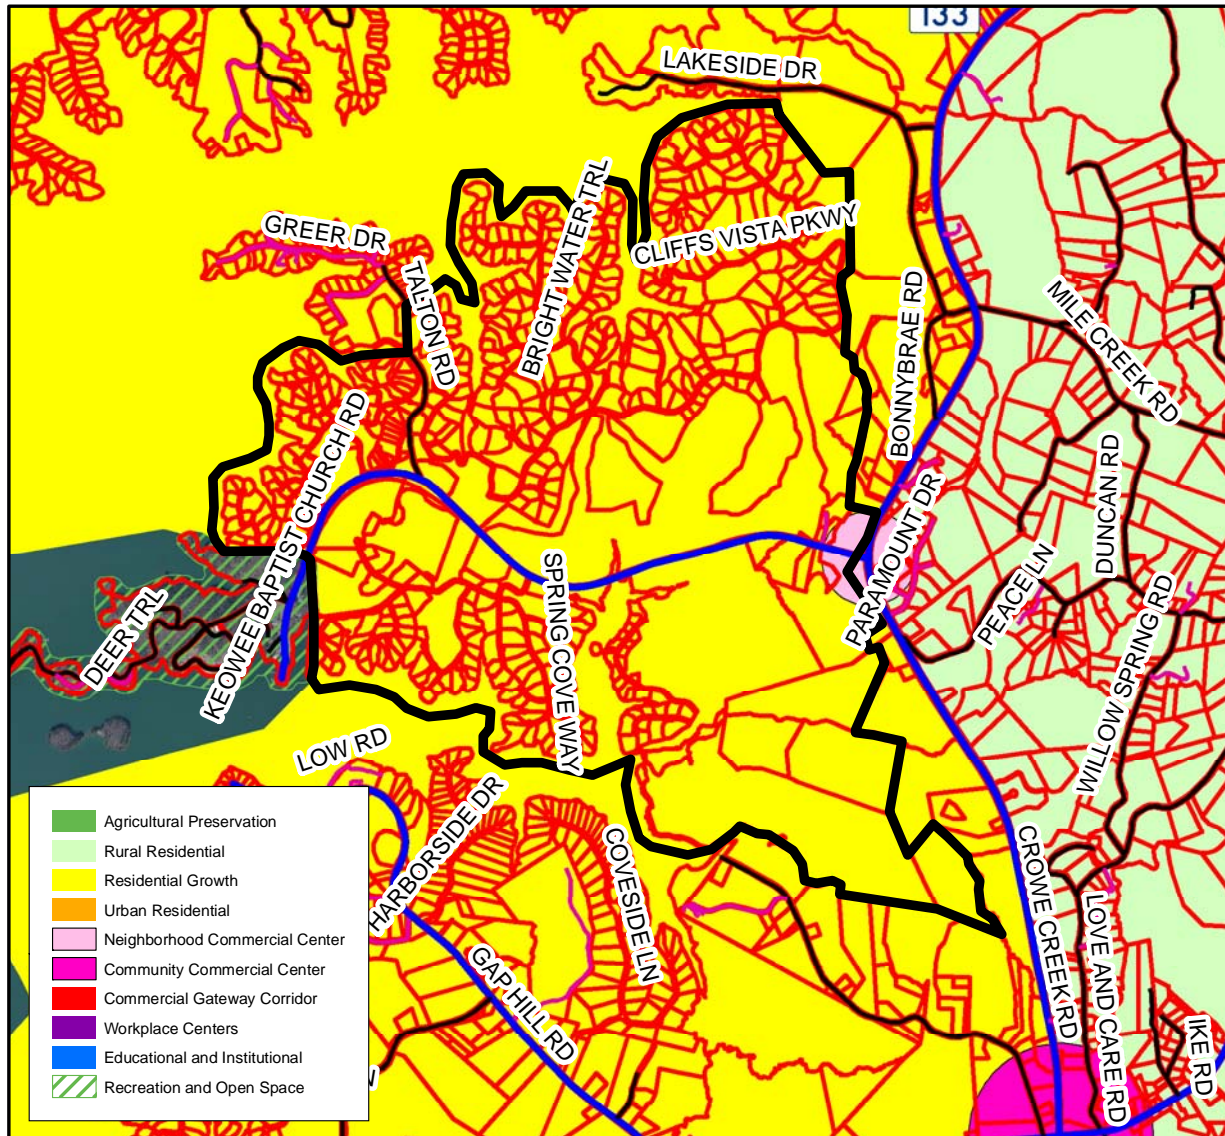 133
LAKESIDE DR
GREER DR
TALTON RD
BRIGHT WATER TRL
CLIFFS VISTA PKWY
BONNYBRAE RD
MILE CREEK RD
KEOWEE BAPTIST CHURCH RD
DEER TRL
SPRING COVE WAY
PARAMOUNT DR
DUNCAN RD
PEACE LN
WILLOW SPRING RD
LOW RD
HARBORSIDE DR
COVESIDE LN
GAP HILL RD
CROWE CREEK RD
LOVE AND CARE RD
IKE RD
Agricultural Preservation
Rural Residential
Residential Growth
Urban Residential
Neighborhood Commercial Center
Community Commercial Center
Commercial Gateway Corridor
Workplace Centers
Educational and Institutional
Recreation and Open Space